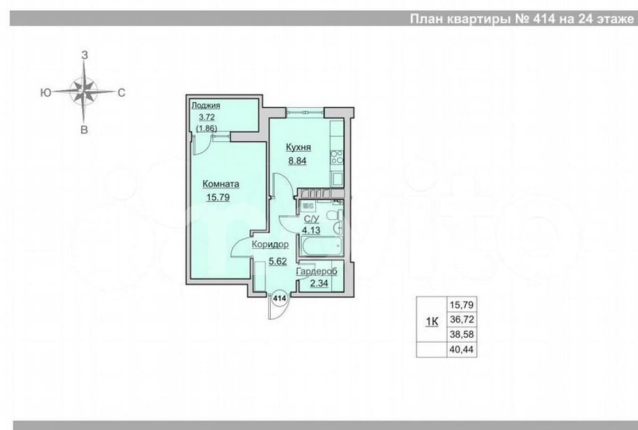 План квартиры № 414 на 24 этаже
З
Ю
С
В
Лоджия
3.72
(1.86)
Кухня
8.84
Комната
15.79
С/У
4.13
Коридор
5.62
Гардероб
2.34
414
1К
15,79
36,72
38,58
40,44